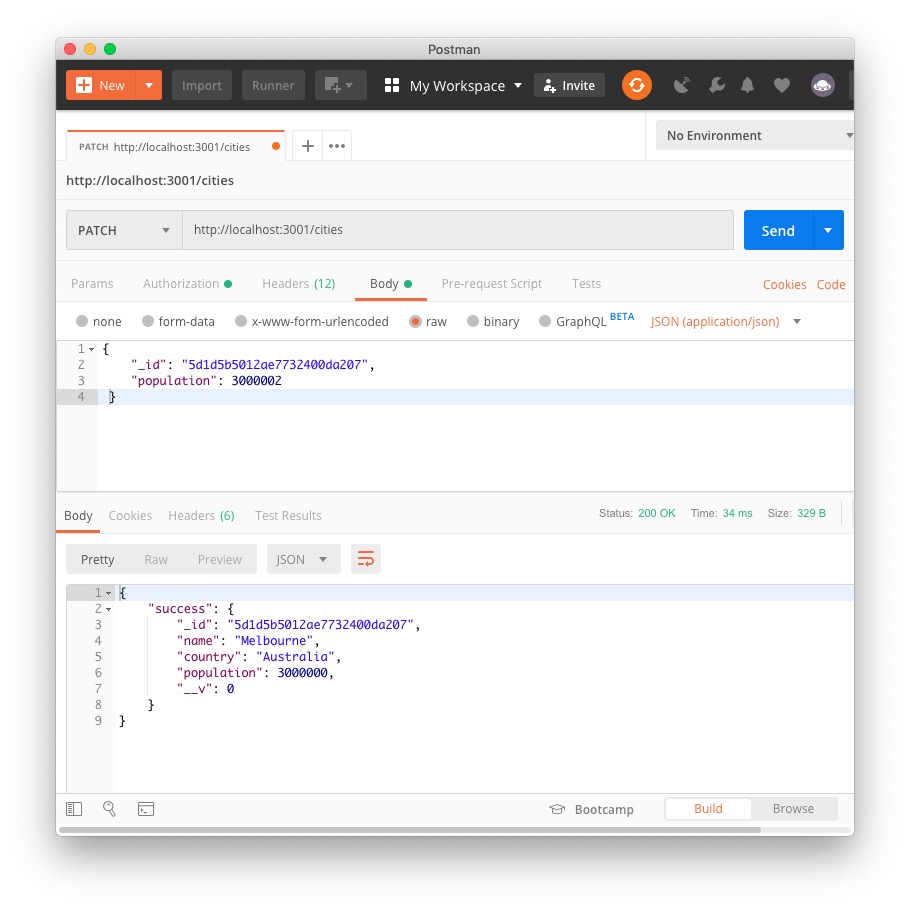 Postman
New Import Runner My Workspace Invite
PATCH http://localhost:3001/cities No Environment
http://localhost:3001/cities
PATCH http://localhost:3001/cities Send
Params Authorization Headers (12) Body Pre-request Script Tests Cookies Code
none form-data x-www-form-urlencoded raw binary GraphQL BETA JSON (application/json)
1 {
2 "_id": "5d1d5b5012ae7732400da207",
3 "population": 3000002
4 }
Body Cookies Headers (6) Test Results Status: 200 OK Time: 34 ms Size: 329 B
Pretty Raw Preview JSON
1 {
2 "success": {
3 "_id": "5d1d5b5012ae7732400da207",
4 "name": "Melbourne",
5 "country": "Australia",
6 "population": 3000000,
7 "__v": 0
8 }
9 }
Bootcamp Build Browse